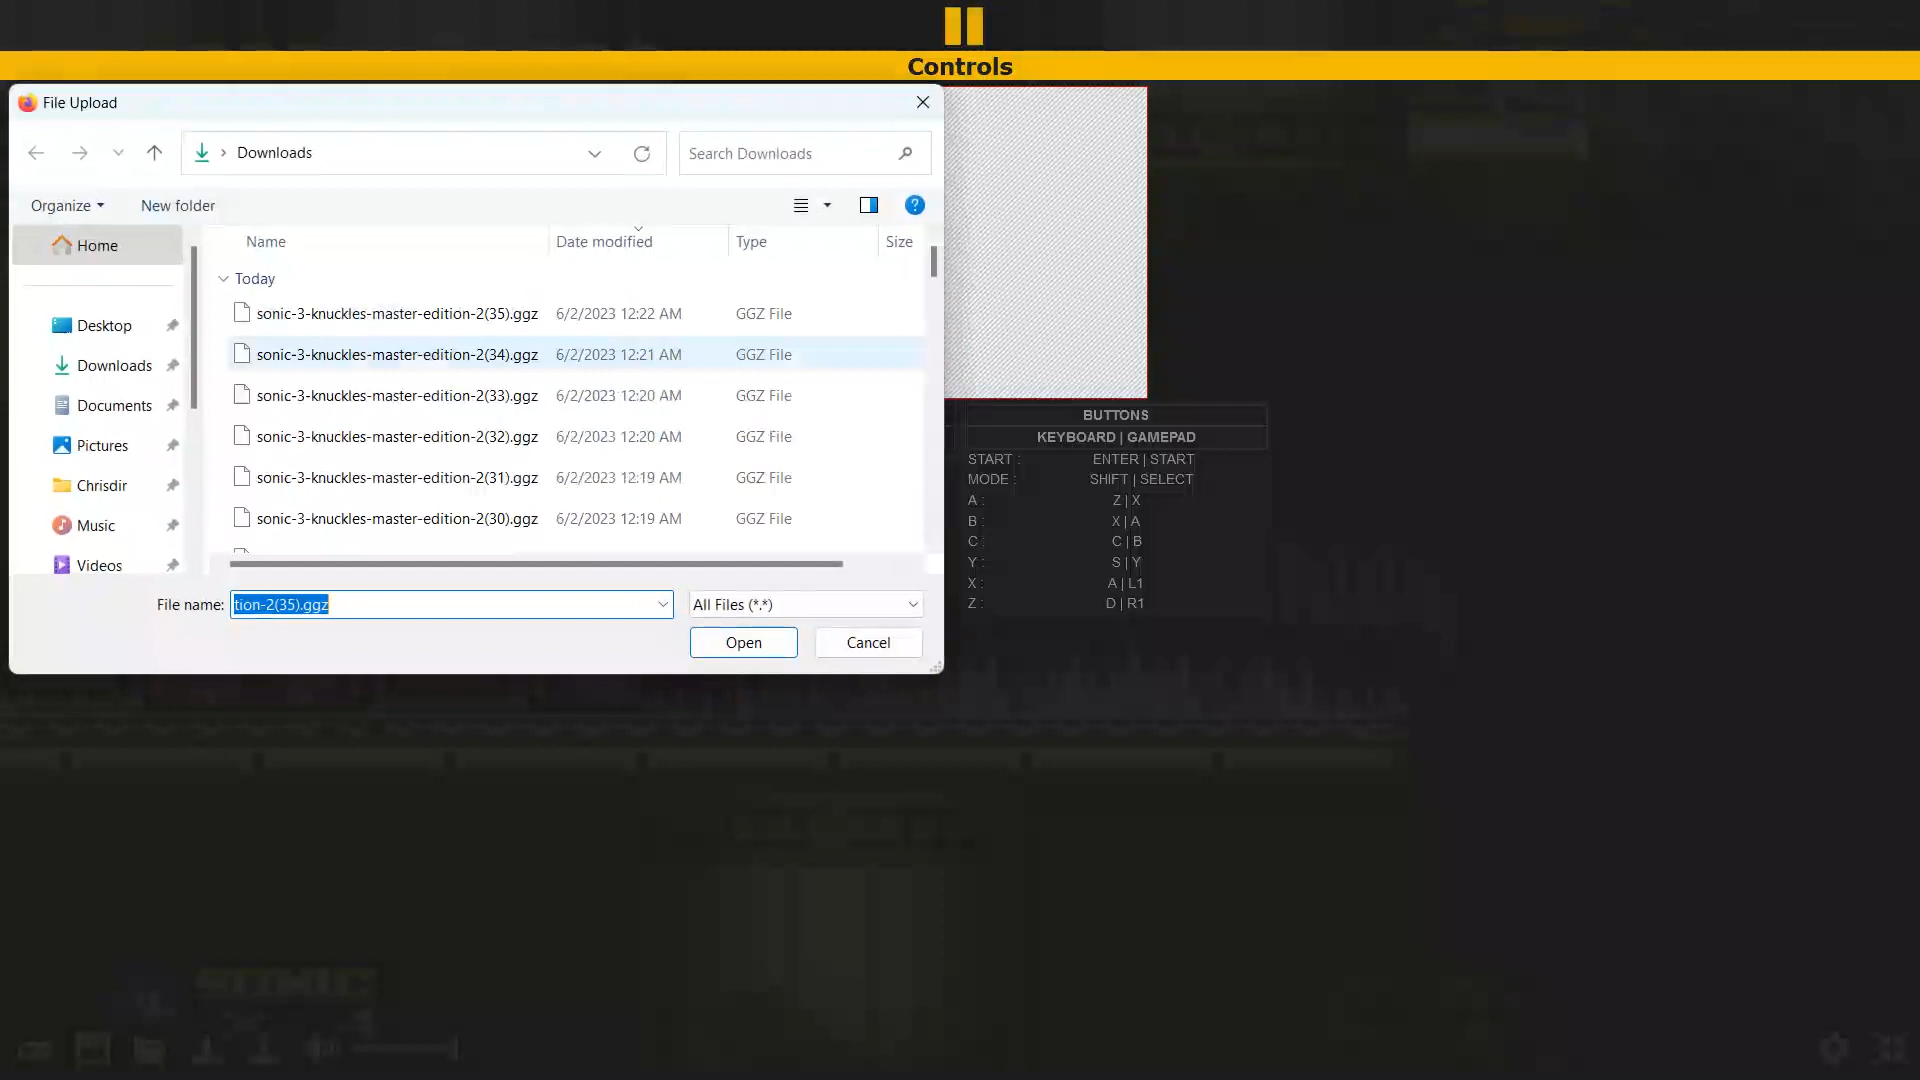 Controls
File Upload
Downloads
Search Downloads
Organize
New folder
Home
Desktop
Downloads
Documents
Pictures
Chrisdir
Music
Videos
Name
Date modified
Type
Size
Today
sonic-3-knuckles-master-edition-2(35).ggz 6/2/2023 12:22 AM GGZ File
sonic-3-knuckles-master-edition-2(34).ggz 6/2/2023 12:21 AM GGZ File
sonic-3-knuckles-master-edition-2(33).ggz 6/2/2023 12:20 AM GGZ File
sonic-3-knuckles-master-edition-2(32).ggz 6/2/2023 12:20 AM GGZ File
sonic-3-knuckles-master-edition-2(31).ggz 6/2/2023 12:19 AM GGZ File
sonic-3-knuckles-master-edition-2(30).ggz 6/2/2023 12:19 AM GGZ File
File name: tion-2(35).ggz
All Files (*.*)
Open
Cancel
BUTTONS
KEYBOARD | GAMEPAD
START : ENTER | START
MODE : SHIFT | SELECT
A : Z | X
B : X | A
C : C | B
Y : S | Y
X : A | L1
Z : D | R1
SONIC